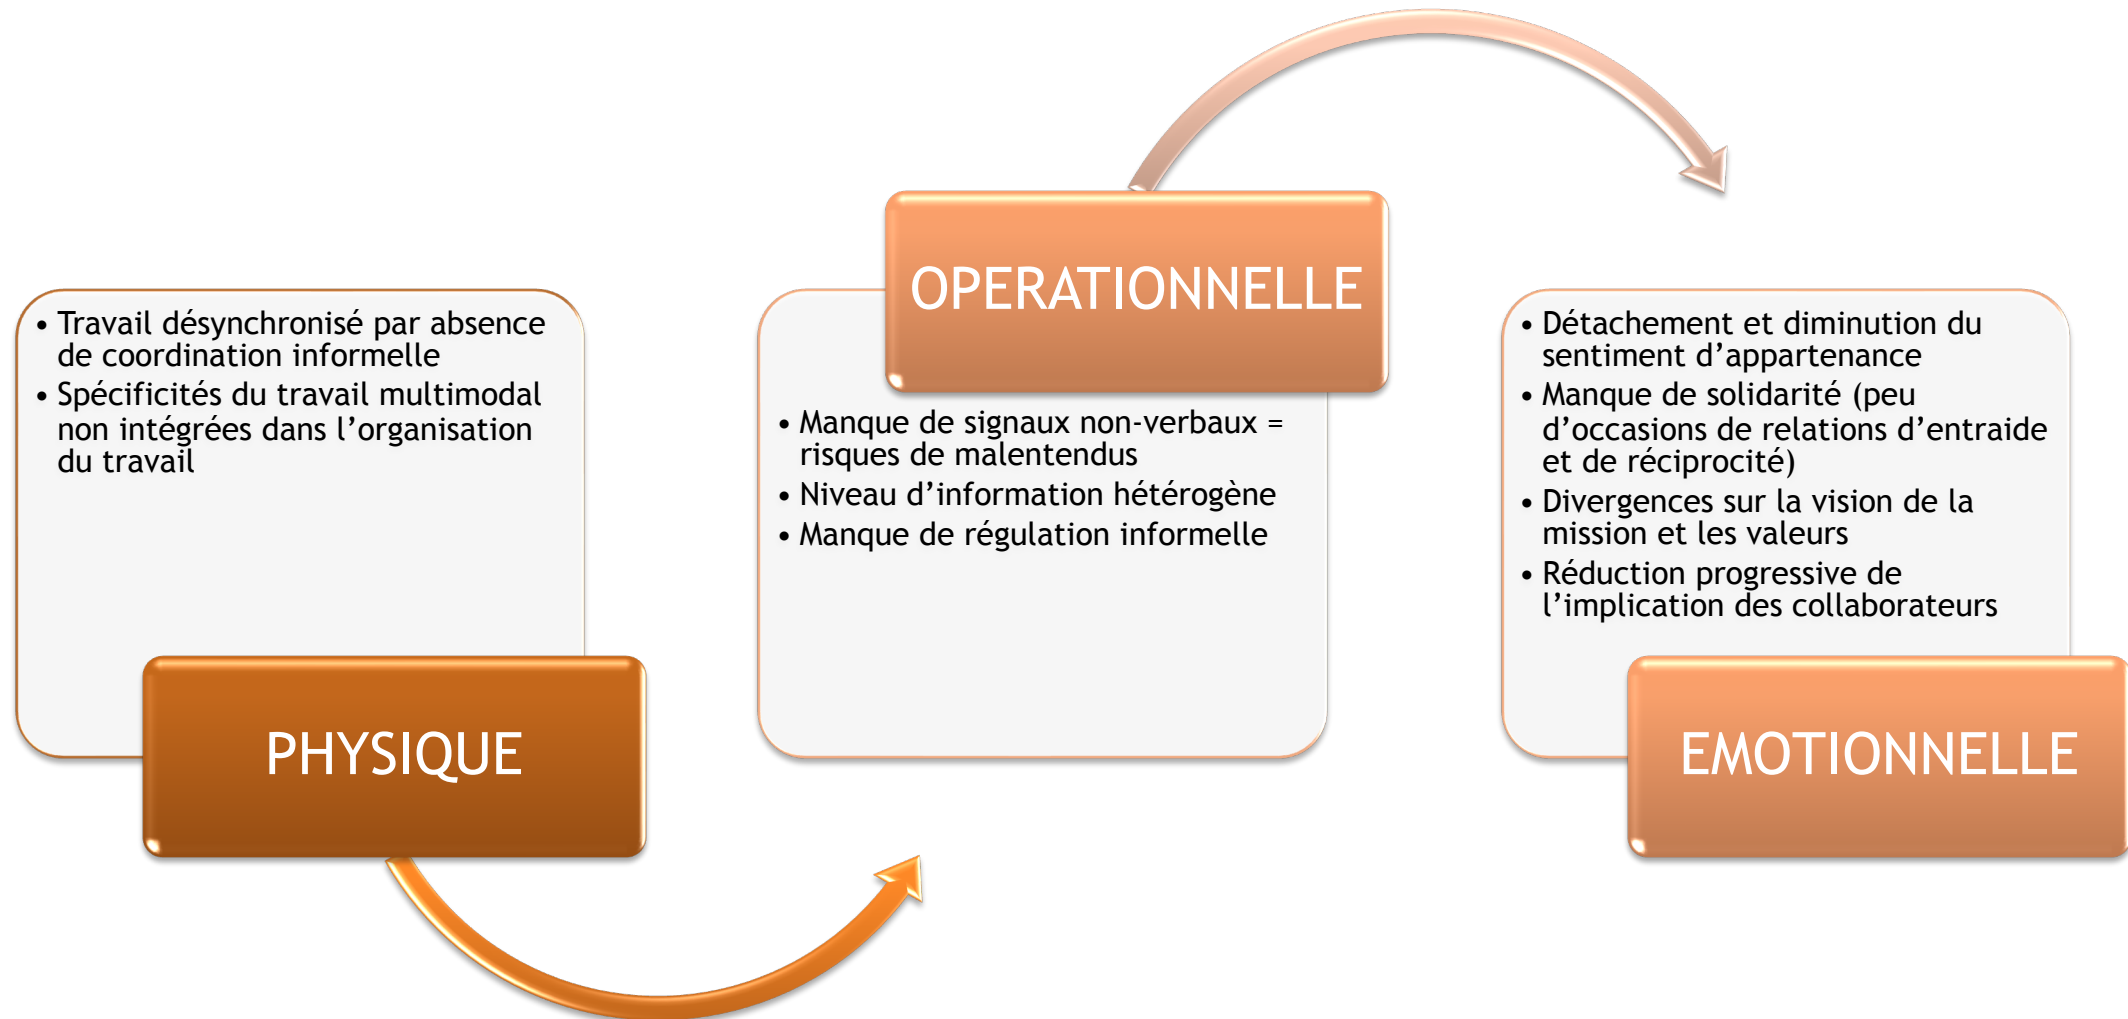 • Travail désynchronisé par absence
de coordination informelle
• Spécificités du travail multimodal
non intégrées dans l’organisation
du travail
PHYSIQUE
OPERATIONNELLE
• Manque de signaux non-verbaux =
risques de malentendus
• Niveau d’information hétérogène
• Manque de régulation informelle
• Détachement et diminution du
sentiment d’appartenance
• Manque de solidarité (peu
d’occasions de relations d’entraide
et de réciprocité)
• Divergences sur la vision de la
mission et les valeurs
• Réduction progressive de
l’implication des collaborateurs
EMOTIONNELLE